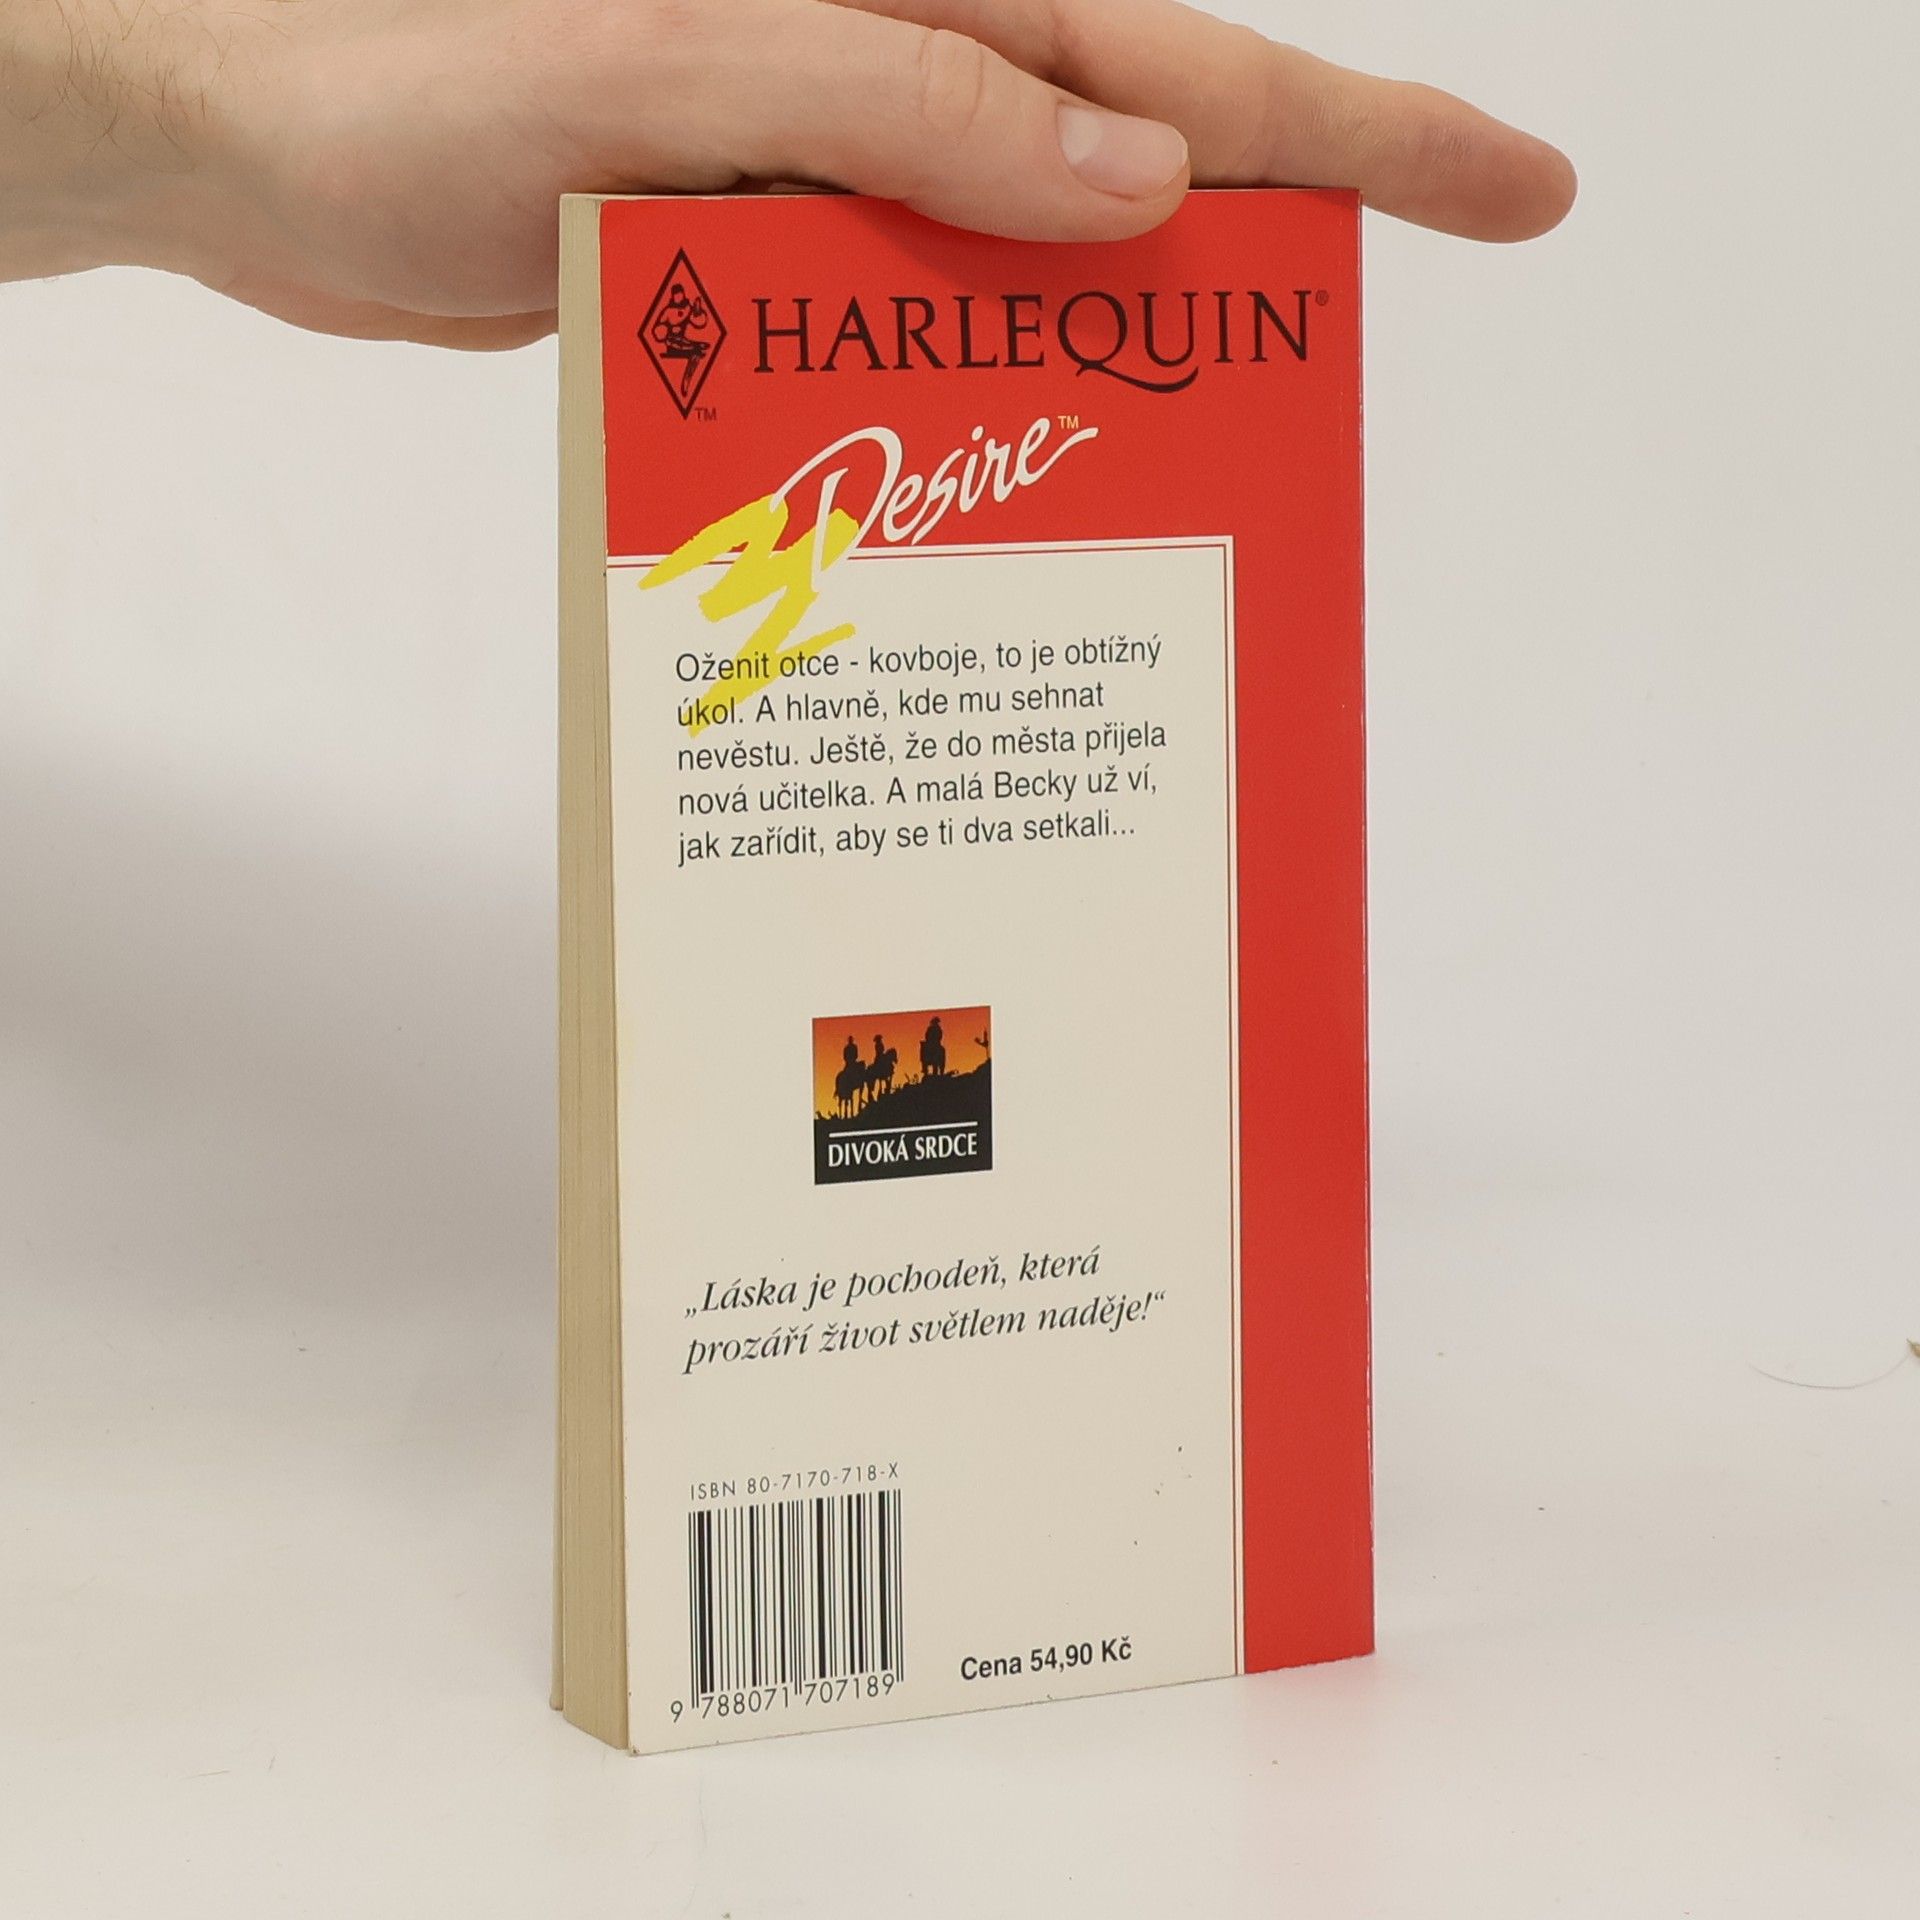 HARLEQUIN®
TM
Desire™
Oženit otce - kovboje, to je obtížný
úkol. A hlavně, kde mu sehnat
nevěstu. Ještě, že do města přijela
nová učitelka. A malá Becky už ví,
jak zařídit, aby se ti dva setkali...
DIVOKÁ SRDCE
„Láska je pochodeň, která
prozáří život světlem naděje!“
ISBN 80-7170-718-X
9 788071 707189
Cena 54,90 Kč